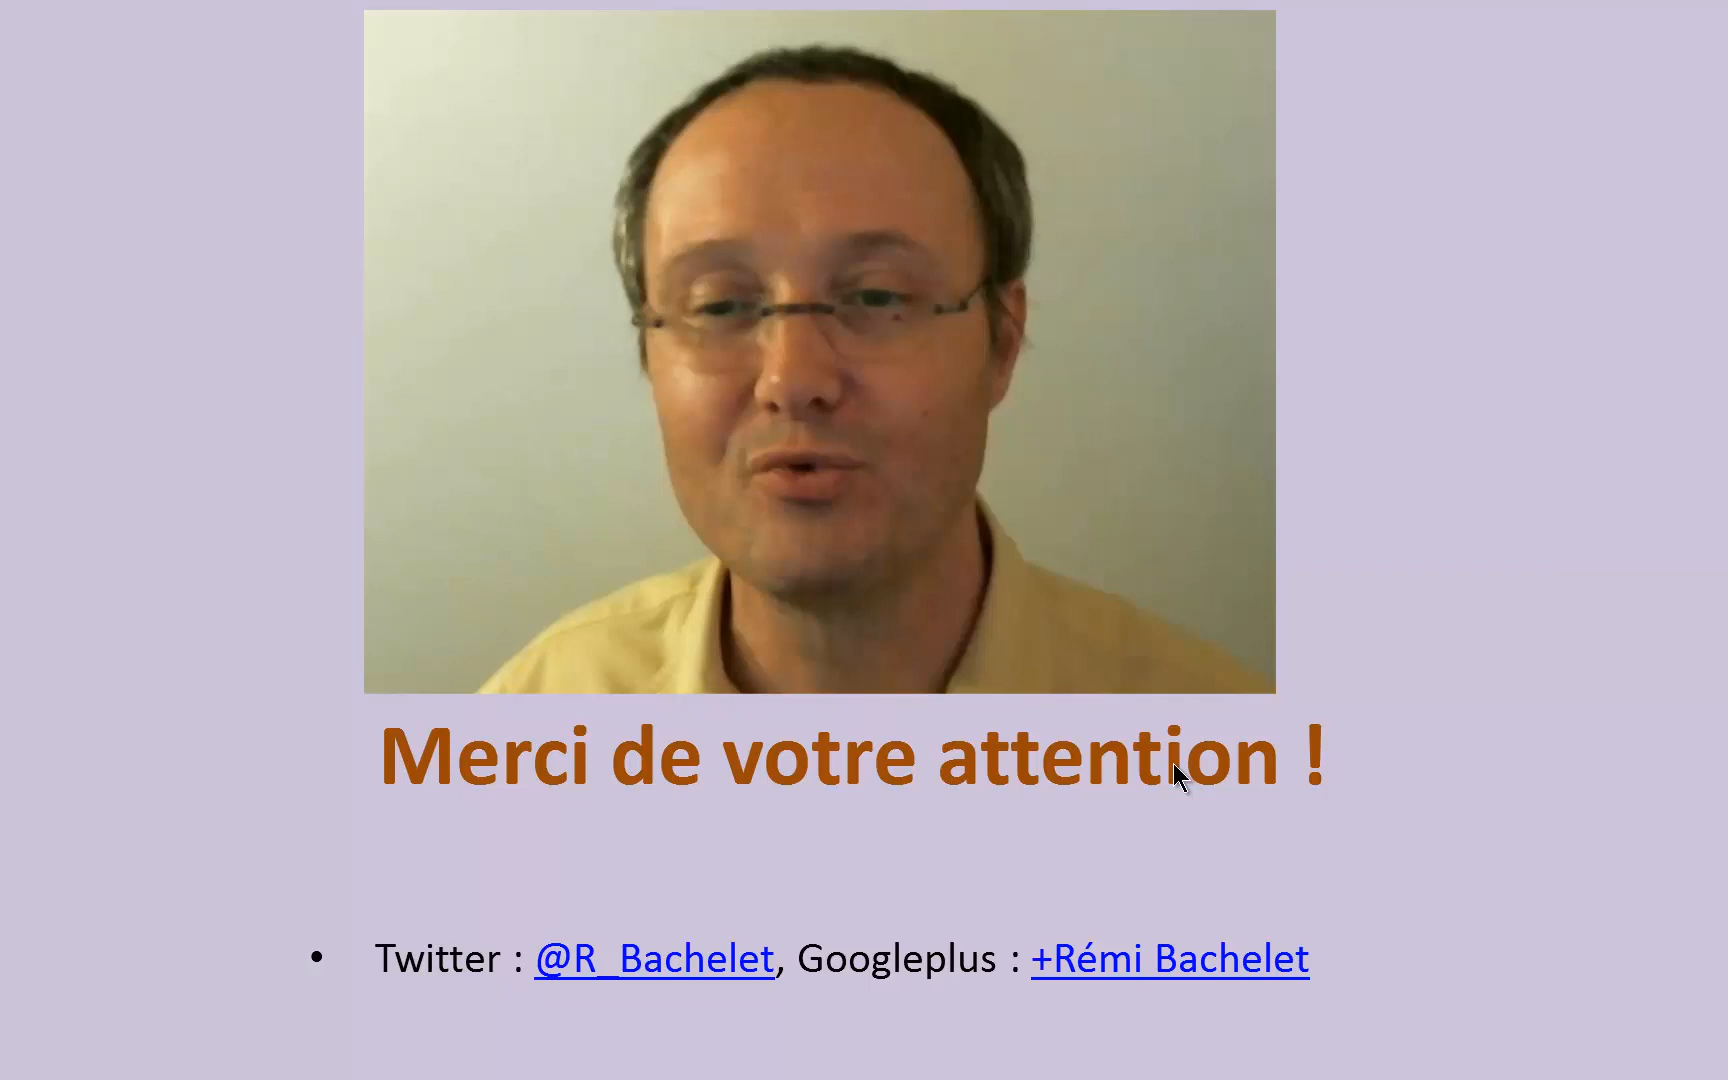 Merci de votre attention !
• Twitter : @R_Bachelet, Googleplus : +Rémi Bachelet